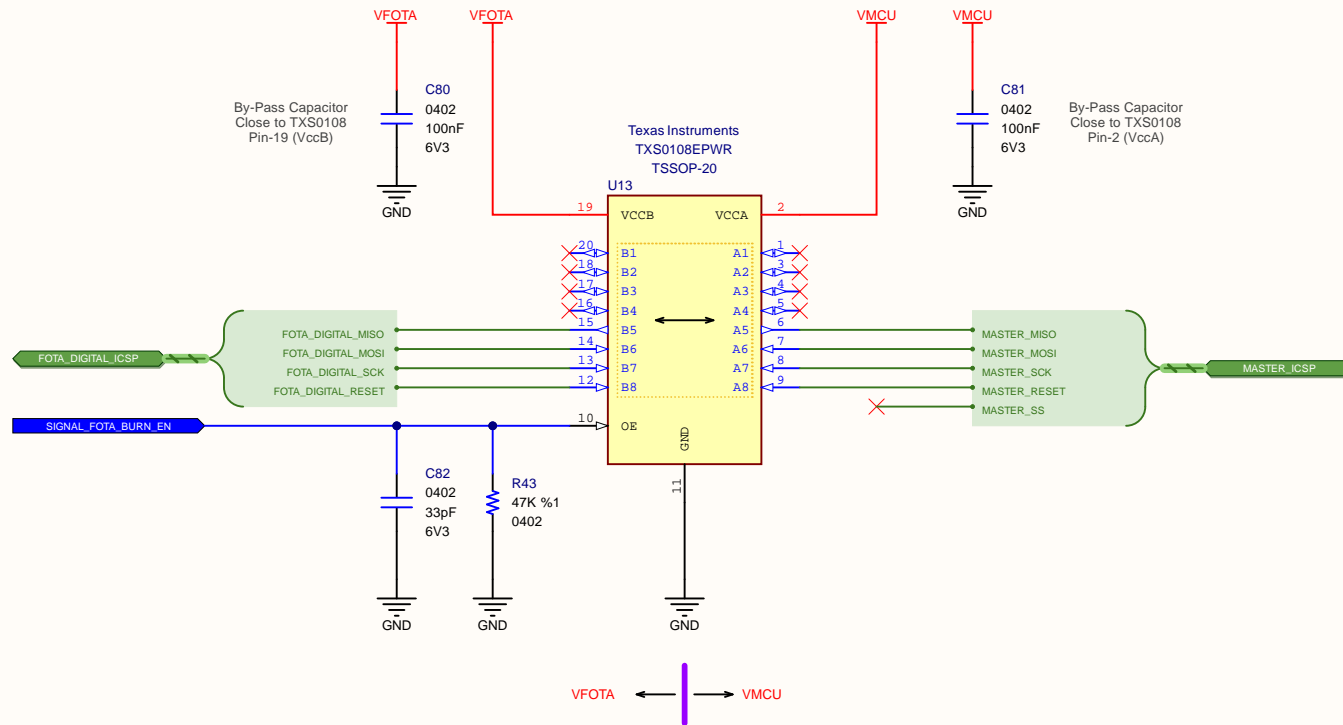 VFOTA
VFOTA
VMCU
VMCU
By-Pass Capacitor
Close to TXS0108
Pin-19 (VccB)
C80
0402
100nF
6V3
GND
C81
0402
100nF
6V3
GND
By-Pass Capacitor
Close to TXS0108
Pin-2 (VccA)
Texas Instruments
TXS0108EPWR
TSSOP-20
U13
19 VCCB VCCA 2
20 B1 A1 1
18 B2 A2 3
17 B3 A3 4
16 B4 A4 5
FOTA_DIGITAL_MISO 15 B5 A5 6 MASTER_MISO
FOTA_DIGITAL_MOSI 14 B6 A6 7 MASTER_MOSI
FOTA_DIGITAL_ICSP
FOTA_DIGITAL_SCK 13 B7 A7 8 MASTER_SCK
MASTER_ICSP
FOTA_DIGITAL_RESET 12 B8 A8 9 MASTER_RESET
MASTER_SS
SIGNAL_FOTA_BURN_EN 10 OE
GND
11
C82
0402
33pF
6V3
R43
47K %1
0402
GND
GND
GND
VFOTA VMCU